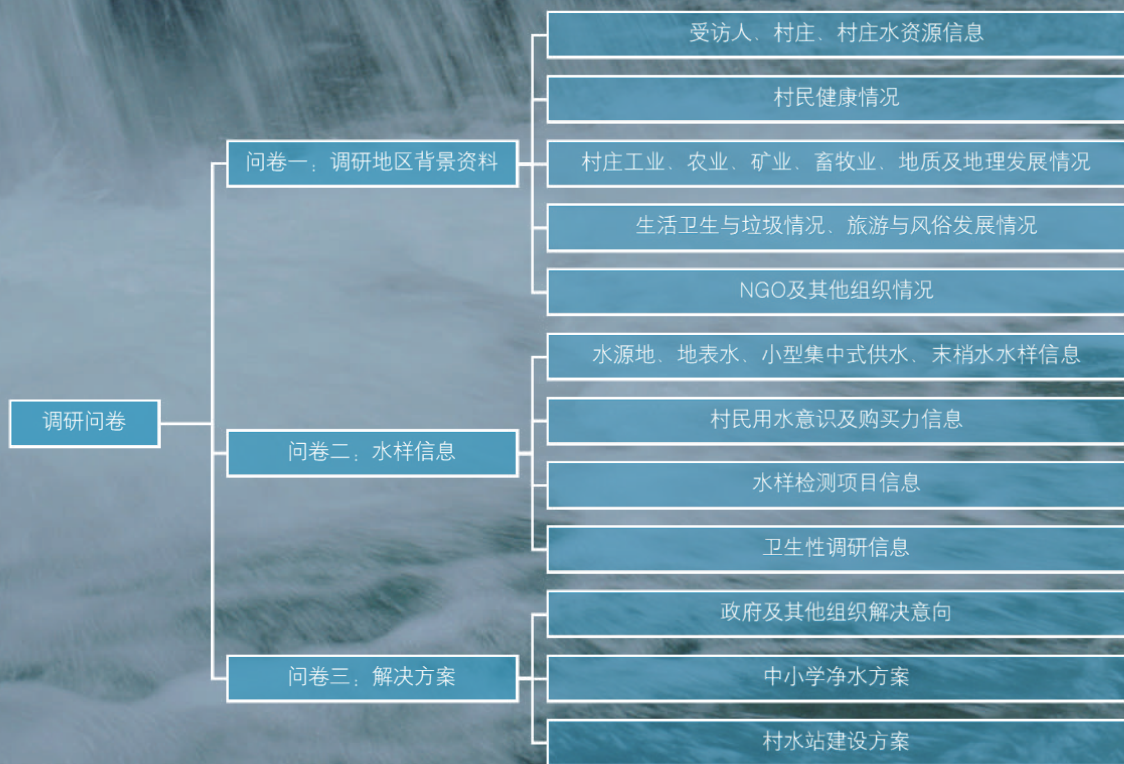 调研问卷
问卷一：调研地区背景资料
受访人、村庄、村庄水资源信息
村民健康情况
村庄工业、农业、矿业、畜牧业、地质及地理发展情况
生活卫生与垃圾情况、旅游与风俗发展情况
NGO及其他组织情况
问卷二：水样信息
水源地、地表水、小型集中式供水、末梢水水样信息
村民用水意识及购买力信息
水样检测项目信息
卫生性调研信息
问卷三：解决方案
政府及其他组织解决意向
中小学净水方案
村水站建设方案